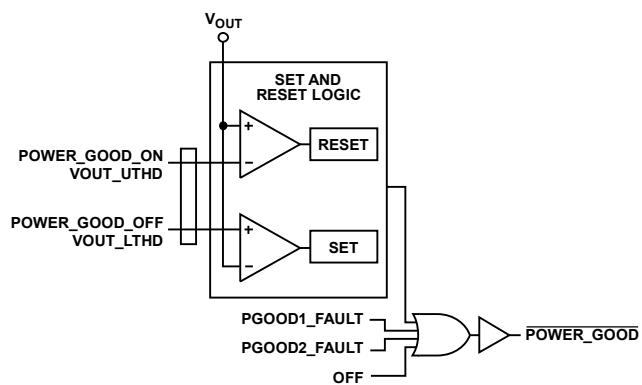 VOUT
SET AND
RESET LOGIC
+
−
RESET
POWER_GOOD_ON
VOUT_UTHD
POWER_GOOD_OFF
VOUT_LTHD
+
−
SET
PGOOD1_FAULT
PGOOD2_FAULT
OFF
POWER_GOOD